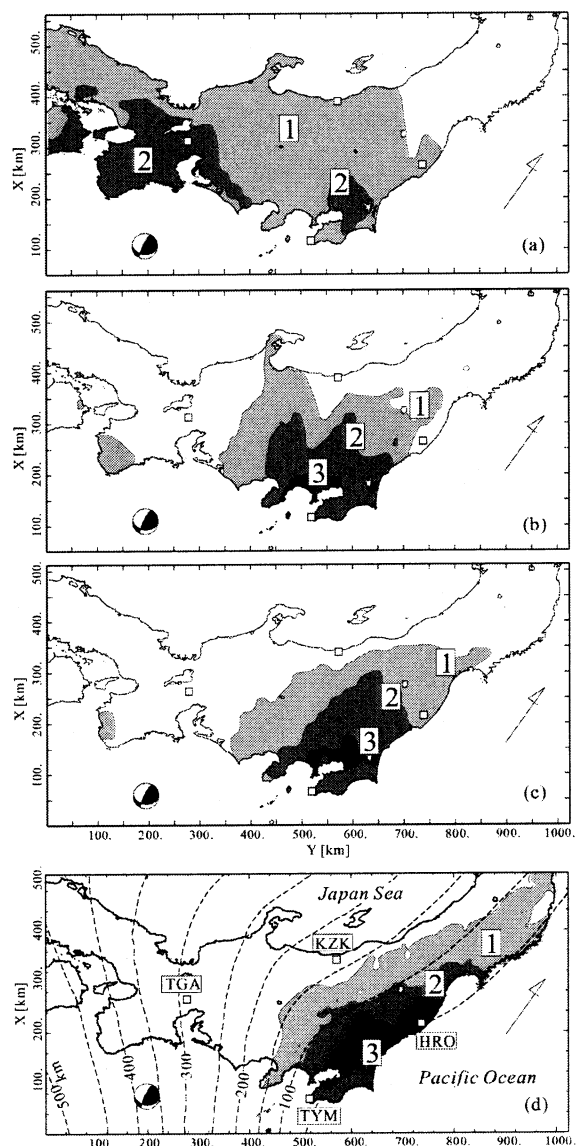 500.
400.
300.
200.
100.
X [km]
1
2
2
(a)
500.
400.
300.
200.
100.
X [km]
1
2
3
(b)
500.
400.
300.
200.
100.
X [km]
1
2
3
(c)
100. 200. 300. 400. 500. 600. 700. 800. 900. 1000.
Y [km]
500.
400.
300.
200.
100.
X [km]
Japan Sea
KZK
TGA
1
2
3
HRO
TYM
Pacific Ocean
500 km
400
300
200
100
(d)
100. 200. 300. 400. 500. 600. 700. 800. 900. 1000.